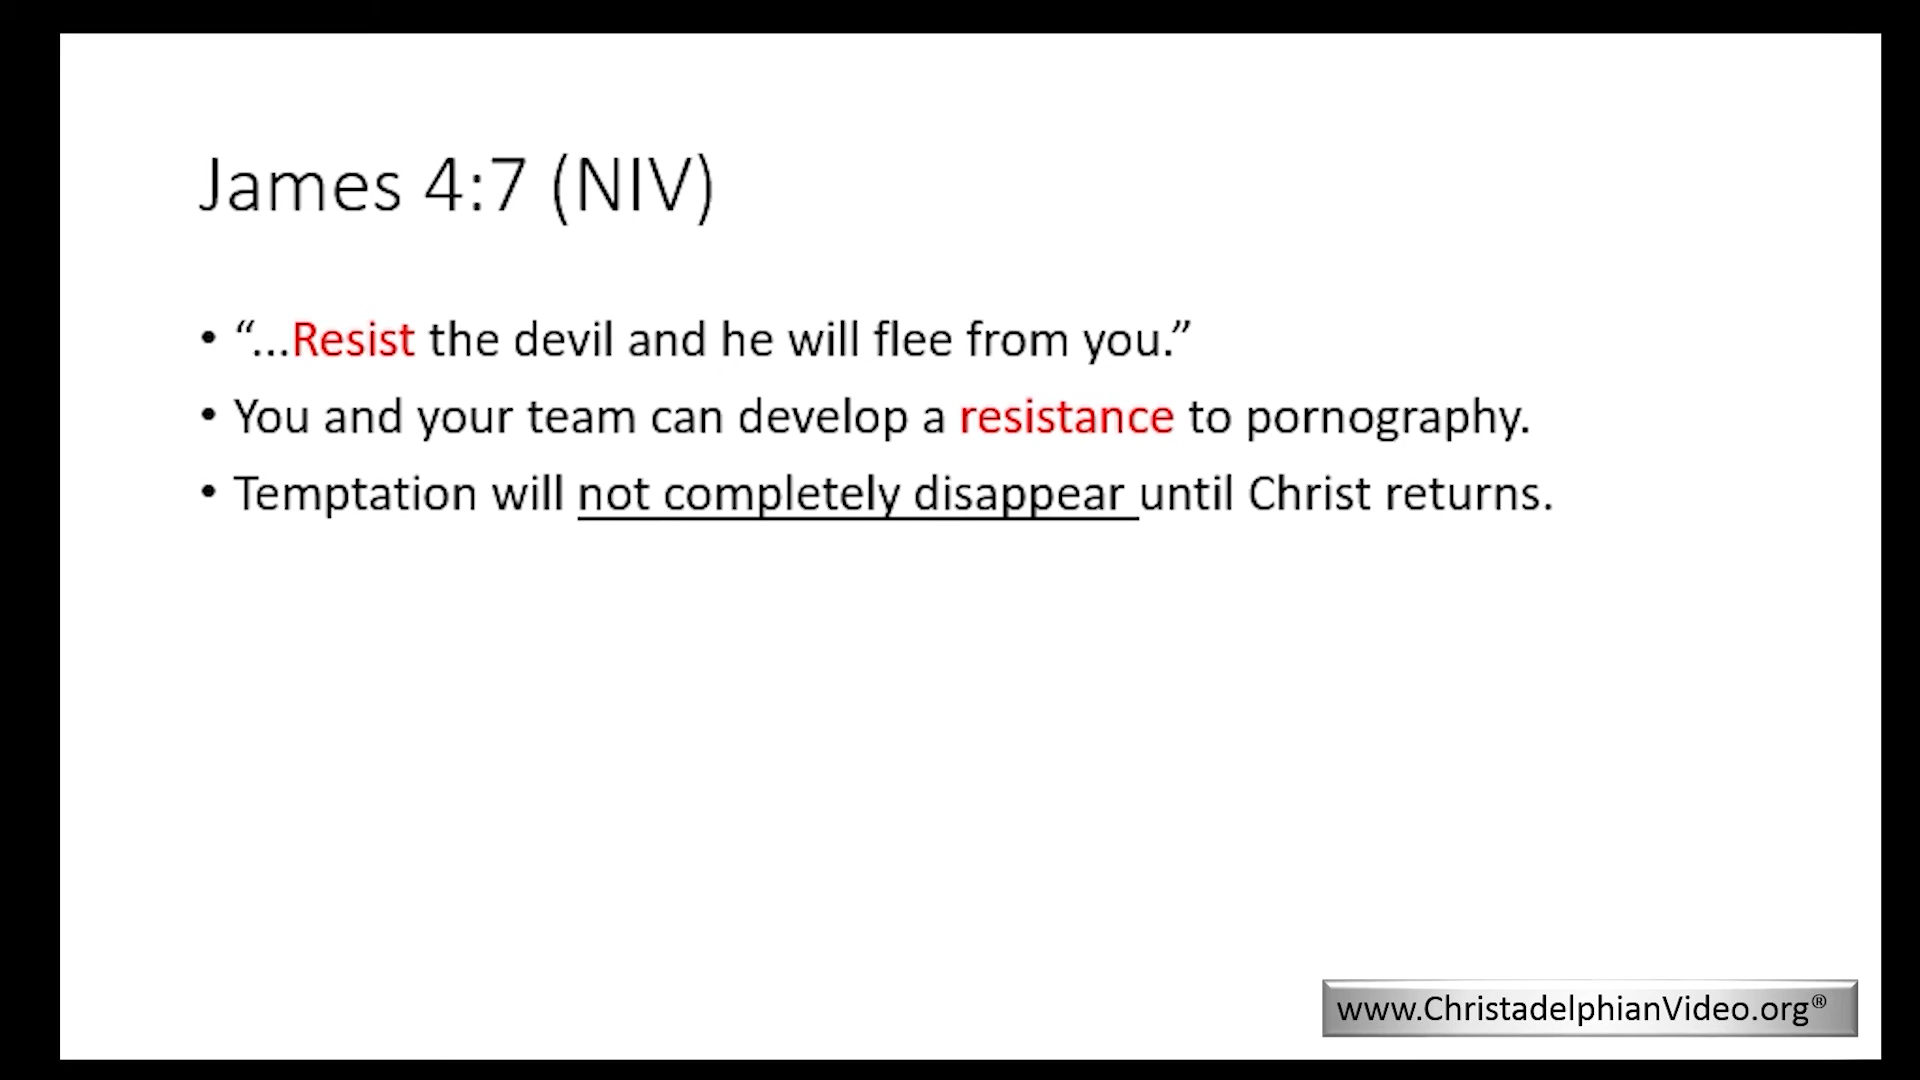 James 4:7 (NIV)
• “...Resist the devil and he will flee from you.”
• You and your team can develop a resistance to pornography.
• Temptation will not completely disappear until Christ returns.
www.ChristadelphianVideo.org®